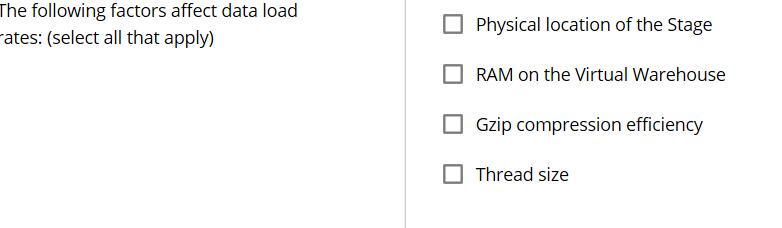 The following factors affect data load
rates: (select all that apply)
Physical location of the Stage
RAM on the Virtual Warehouse
Gzip compression efficiency
Thread size